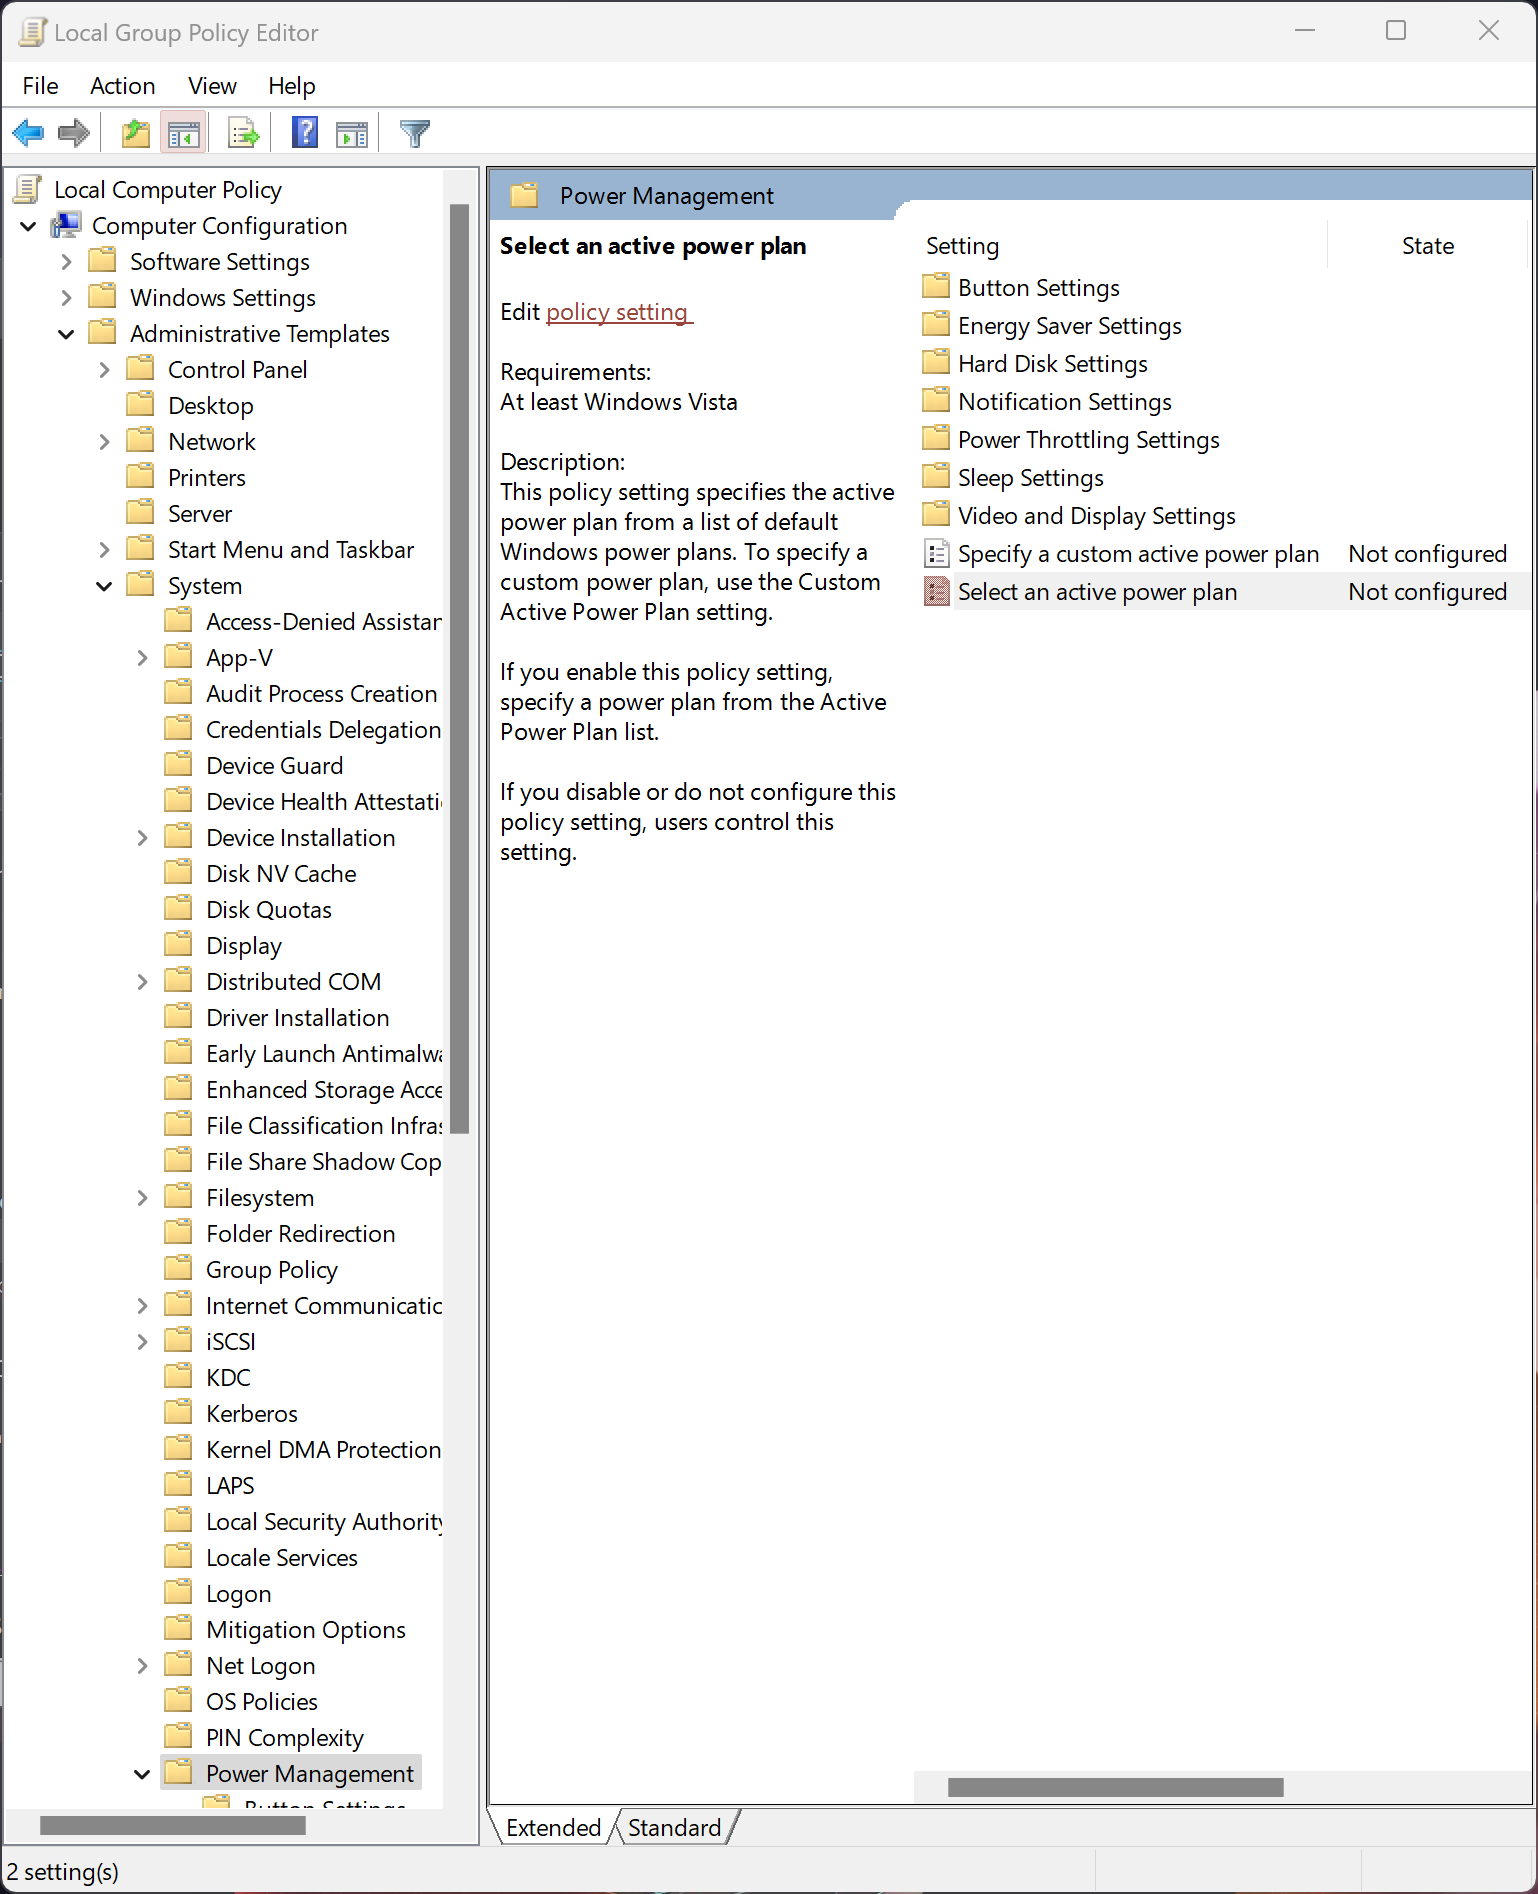 Local Group Policy Editor
File Action View Help
Local Computer Policy
Computer Configuration
Software Settings
Windows Settings
Administrative Templates
Control Panel
Desktop
Network
Printers
Server
Start Menu and Taskbar
System
Access-Denied Assistan
App-V
Audit Process Creation
Credentials Delegation
Device Guard
Device Health Attestati
Device Installation
Disk NV Cache
Disk Quotas
Display
Distributed COM
Driver Installation
Early Launch Antimalwa
Enhanced Storage Acce
File Classification Infras
File Share Shadow Cop
Filesystem
Folder Redirection
Group Policy
Internet Communicatio
iSCSI
KDC
Kerberos
Kernel DMA Protection
LAPS
Local Security Authority
Locale Services
Logon
Mitigation Options
Net Logon
OS Policies
PIN Complexity
Power Management
Button Settings
Power Management
Select an active power plan
Edit policy setting
Requirements:
At least Windows Vista
Description:
This policy setting specifies the active
power plan from a list of default
Windows power plans. To specify a
custom power plan, use the Custom
Active Power Plan setting.
If you enable this policy setting,
specify a power plan from the Active
Power Plan list.
If you disable or do not configure this
policy setting, users control this
setting.
Setting State
Button Settings
Energy Saver Settings
Hard Disk Settings
Notification Settings
Power Throttling Settings
Sleep Settings
Video and Display Settings
Specify a custom active power plan Not configured
Select an active power plan Not configured
Extended Standard
2 setting(s)